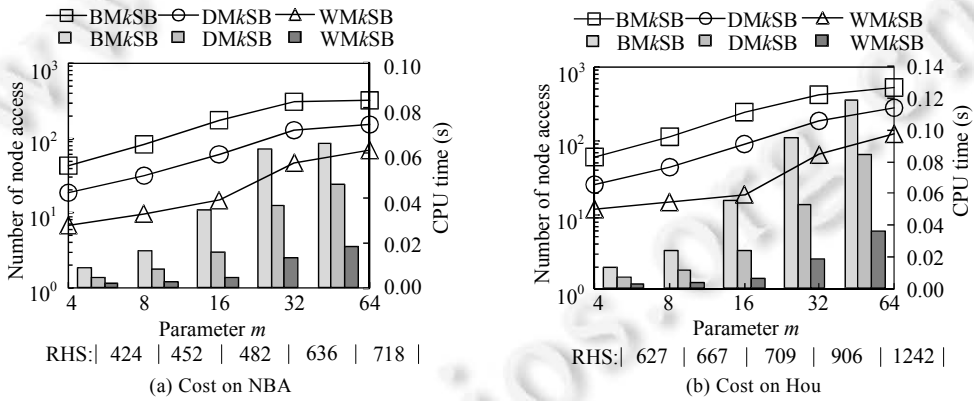 BMkSB DMkSB WMkSB
BMkSB DMkSB WMkSB
Number of node access
10³
10²
10¹
10⁰
0.10
0.08
0.06
0.04
0.02
0.00
CPU time (s)
4 8 16 32 64
Parameter m
RHS:| 424 | 452 | 482 | 636 | 718 |
(a) Cost on NBA
BMkSB DMkSB WMkSB
BMkSB DMkSB WMkSB
Number of node access
10³
10²
10¹
10⁰
0.14
0.12
0.10
0.08
0.06
0.04
0.02
0.00
CPU time (s)
4 8 16 32 64
Parameter m
RHS:| 627 | 667 | 709 | 906 | 1242 |
(b) Cost on Hou